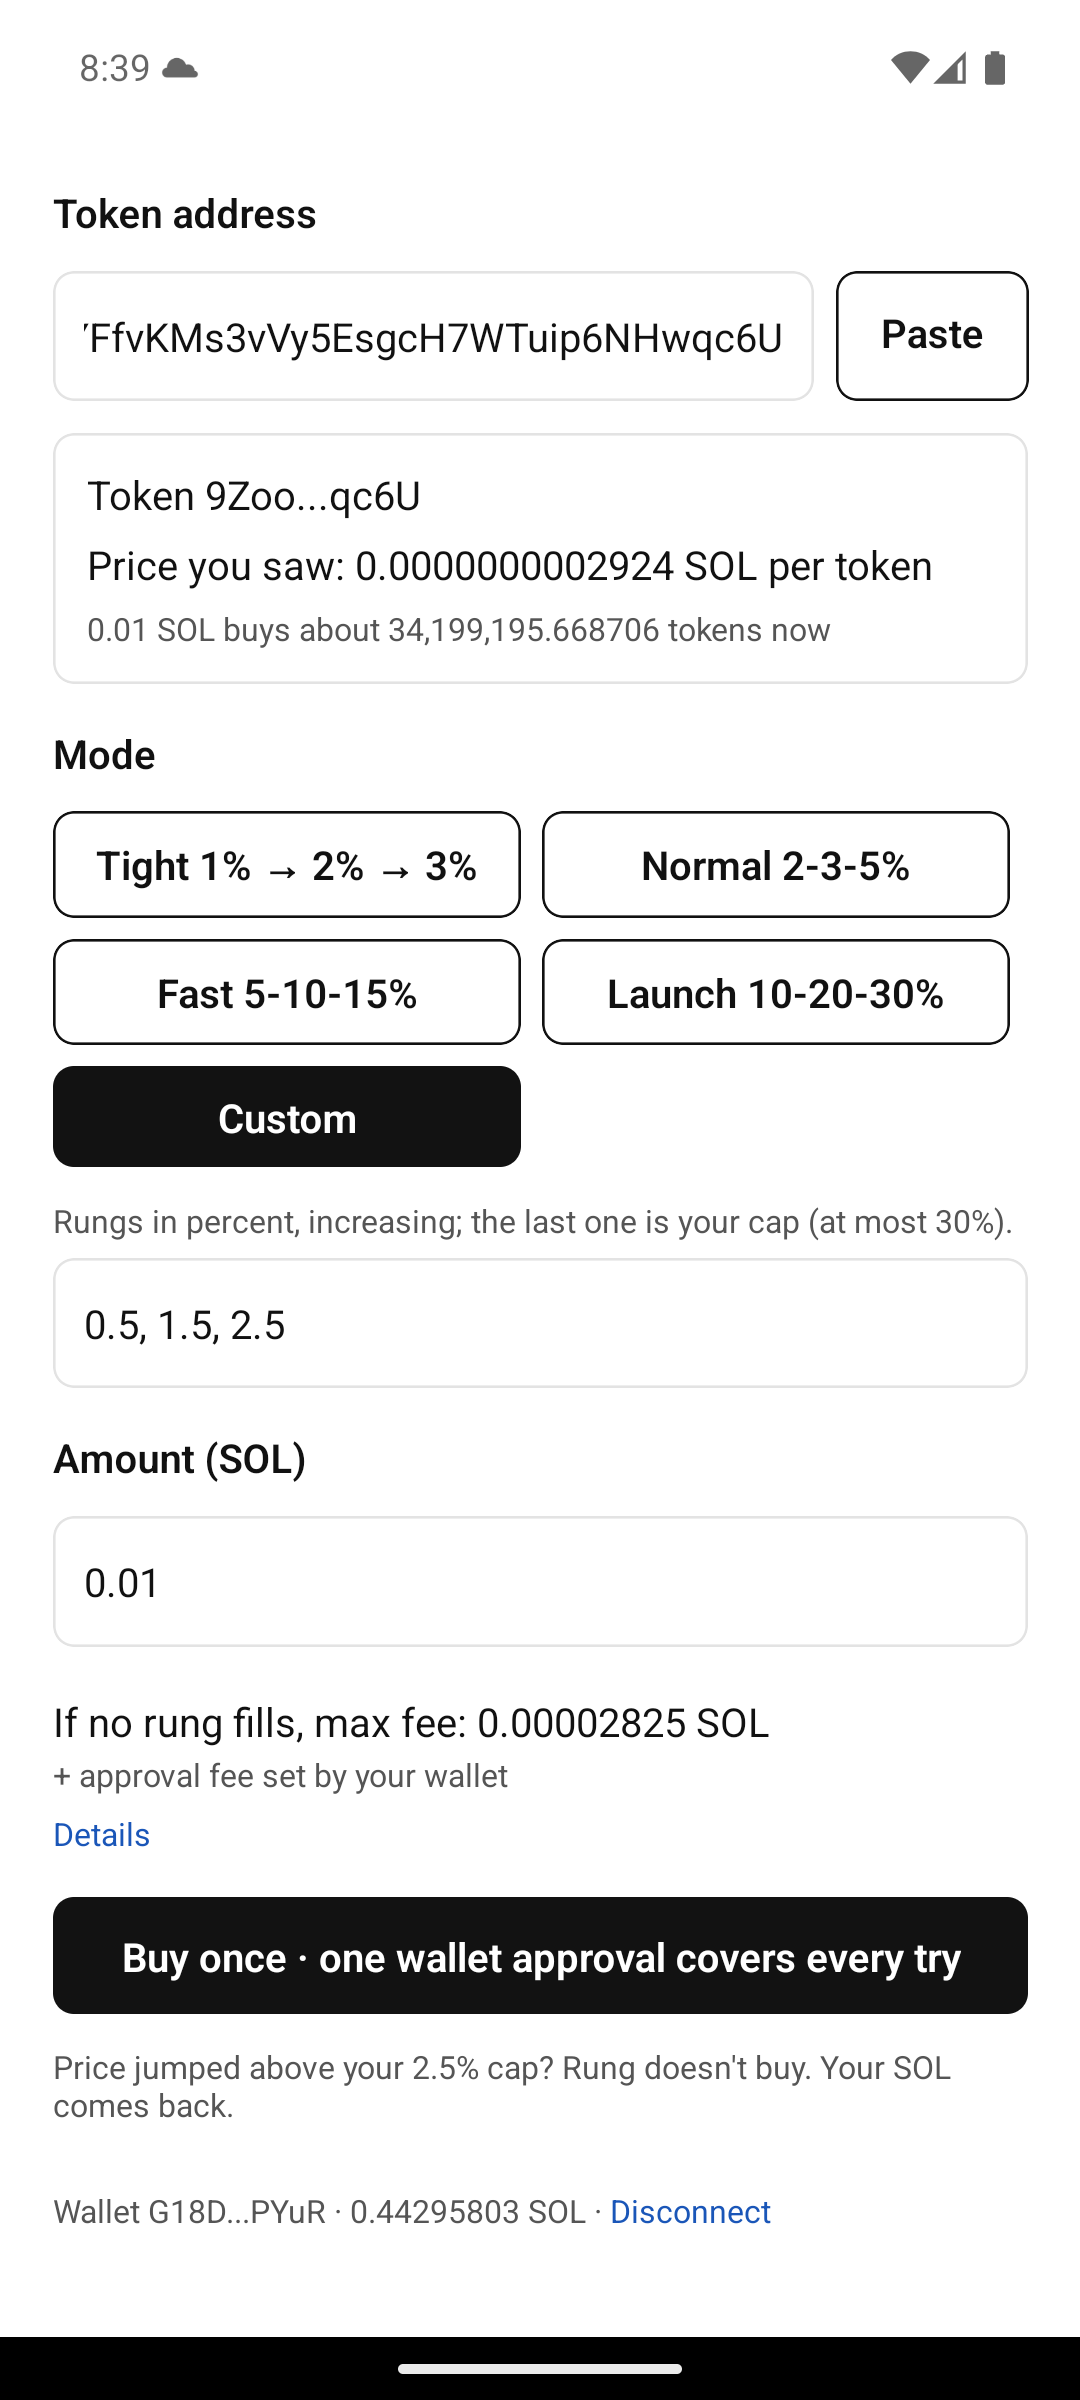 8:39
Token address
FfvKMs3vVy5EsgcH7WTuip6NHwqc6U
Paste
Token 9Zoo...qc6U
Price you saw: 0.0000000002924 SOL per token
0.01 SOL buys about 34,199,195.668706 tokens now
Mode
Tight 1% → 2% → 3%
Normal 2-3-5%
Fast 5-10-15%
Launch 10-20-30%
Custom
Rungs in percent, increasing; the last one is your cap (at most 30%).
0.5, 1.5, 2.5
Amount (SOL)
0.01
If no rung fills, max fee: 0.00002825 SOL
+ approval fee set by your wallet
Details
Buy once · one wallet approval covers every try
Price jumped above your 2.5% cap? Rung doesn't buy. Your SOL
comes back.
Wallet G18D...PYuR · 0.44295803 SOL · Disconnect